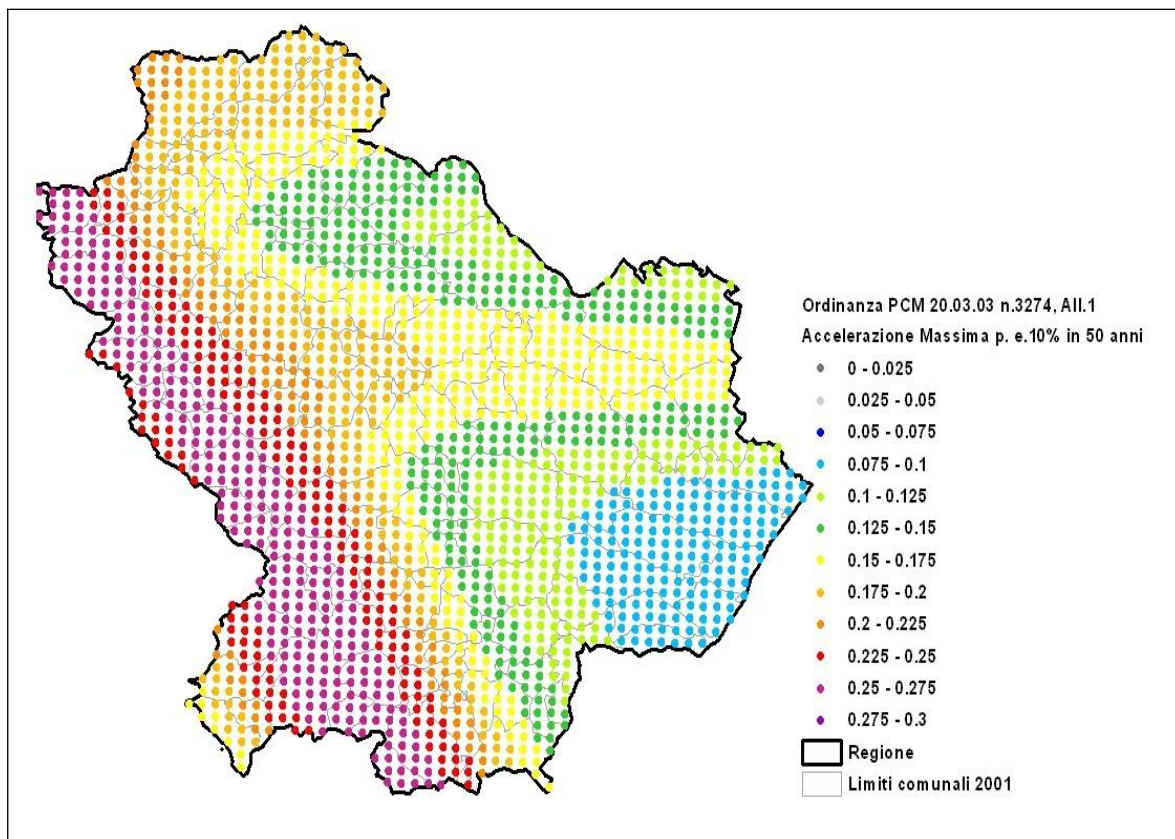 Ordinanza PCM 20.03.03 n.3274, All.1
Accelerazione Massima p. e.10% in 50 anni
0 - 0.025
0.025 - 0.05
0.05 - 0.075
0.075 - 0.1
0.1 - 0.125
0.125 - 0.15
0.15 - 0.175
0.175 - 0.2
0.2 - 0.225
0.225 - 0.25
0.25 - 0.275
0.275 - 0.3
Regione
Limiti comunali 2001